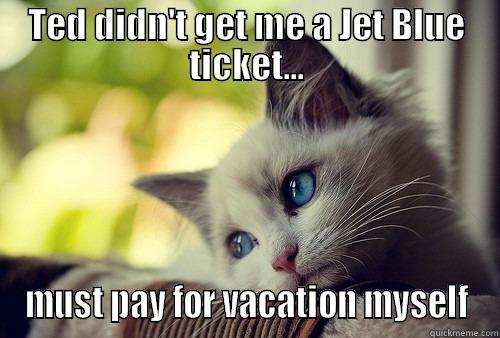 Ted didn't get me a Jet Blue
ticket...
must pay for vacation myself
quickmeme.com